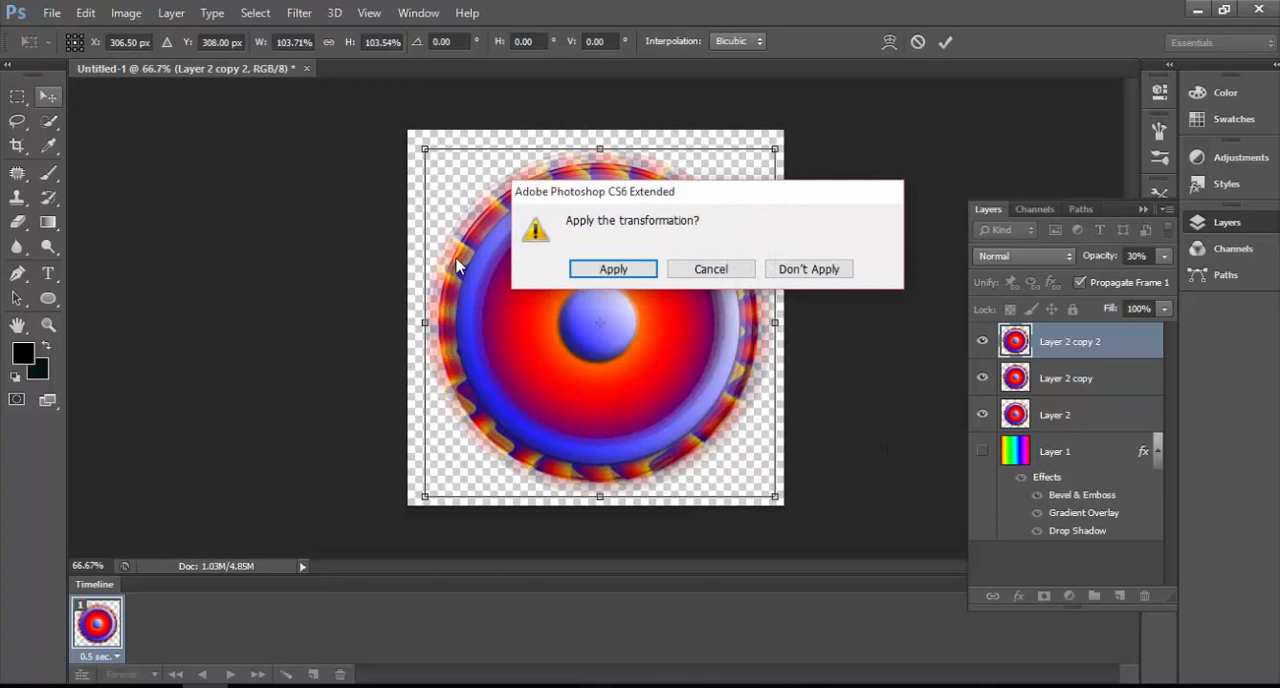 Ps File Edit Image Layer Type Select Filter 3D View Window Help
X: 306.50 px Y: 308.00 px W: 103.71% H: 103.54% 0.00 ° H: 0.00 ° V: 0.00 ° Interpolation: Bicubic Essentials
Untitled-1 @ 66.7% (Layer 2 copy 2, RGB/8) * ×
Adobe Photoshop CS6 Extended
Apply the transformation?
Apply Cancel Don't Apply
Color
Swatches
Adjustments
Styles
Layers
Channels
Paths
Layers Channels Paths
Kind
Normal Opacity: 30%
Unify: Propagate Frame 1
Lock: Fill: 100%
Layer 2 copy 2
Layer 2 copy
Layer 2
Layer 1 fx
Effects
Bevel & Emboss
Gradient Overlay
Drop Shadow
fx
66.67% Doc: 1.03M/4.85M
Timeline
1
0.5 sec.
Forever